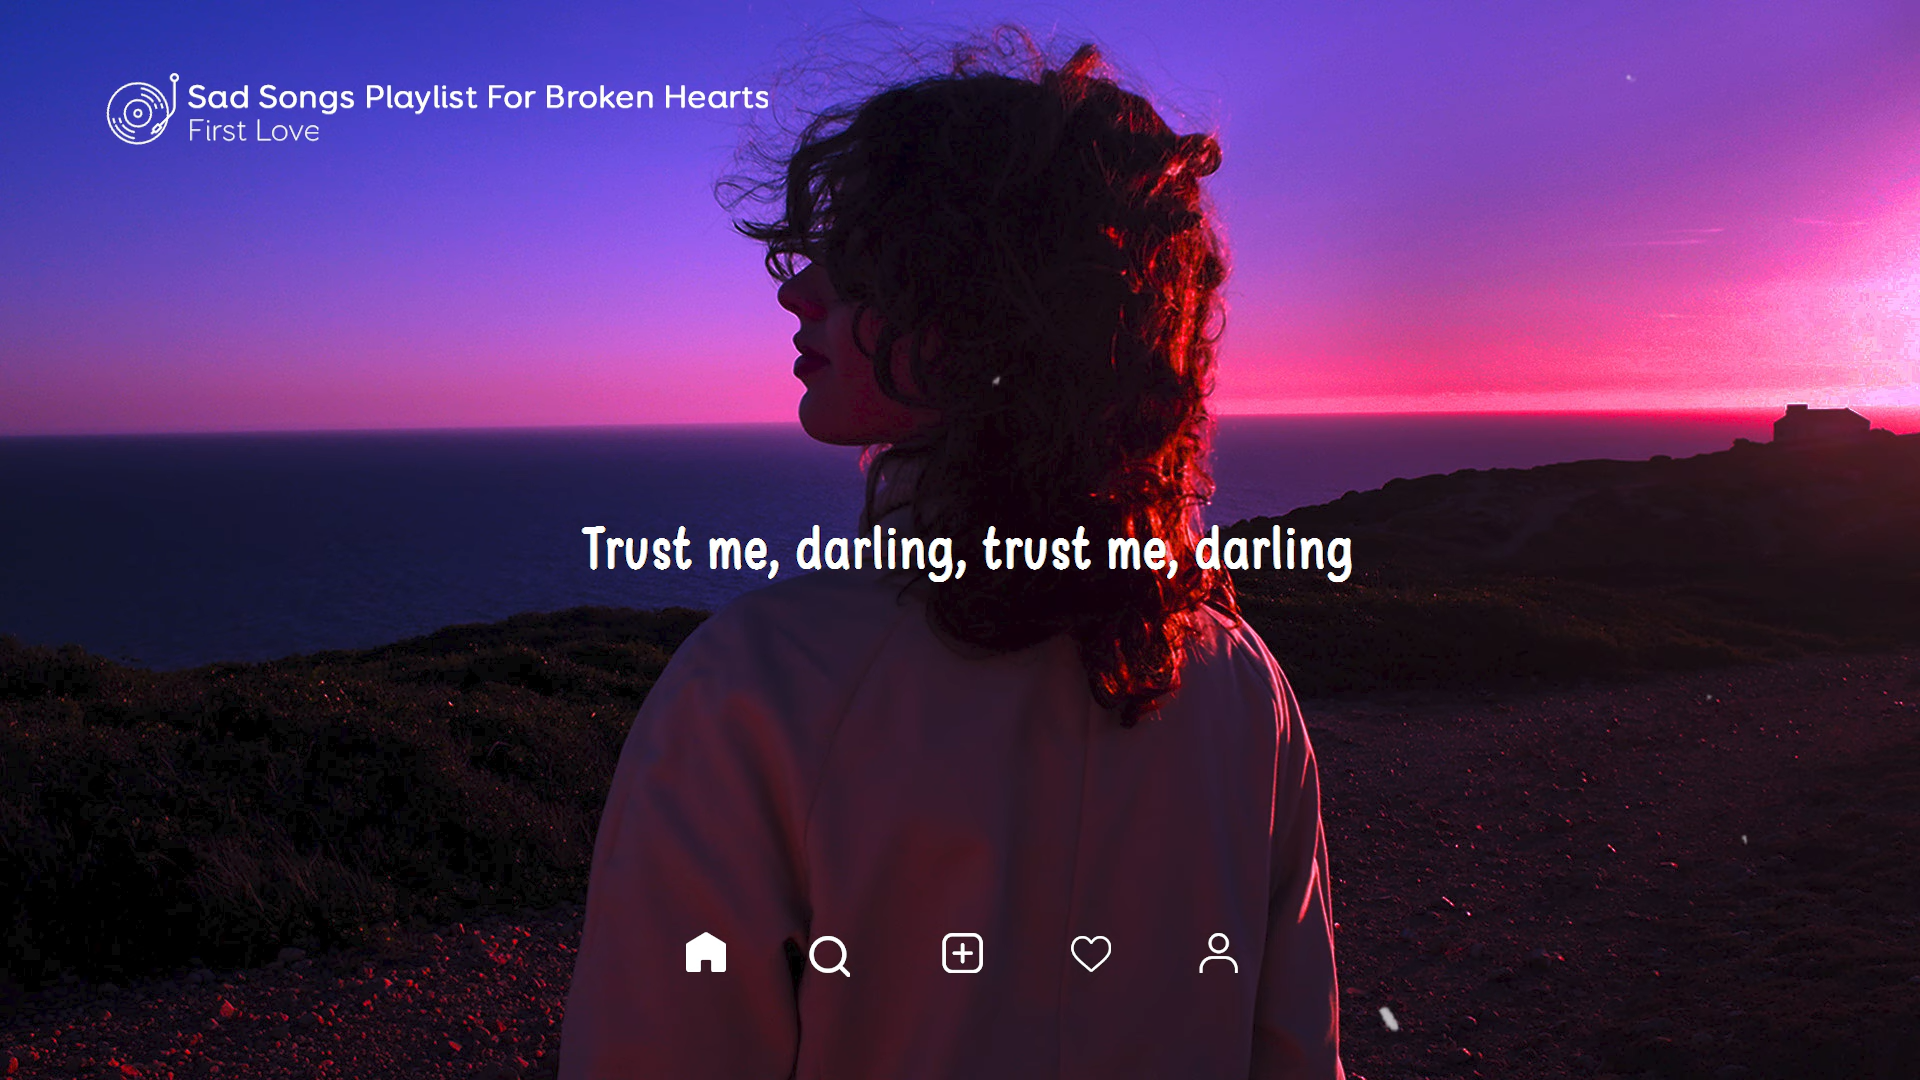 Sad Songs Playlist For Broken Hearts
First Love
Trust me, darling, trust me, darling